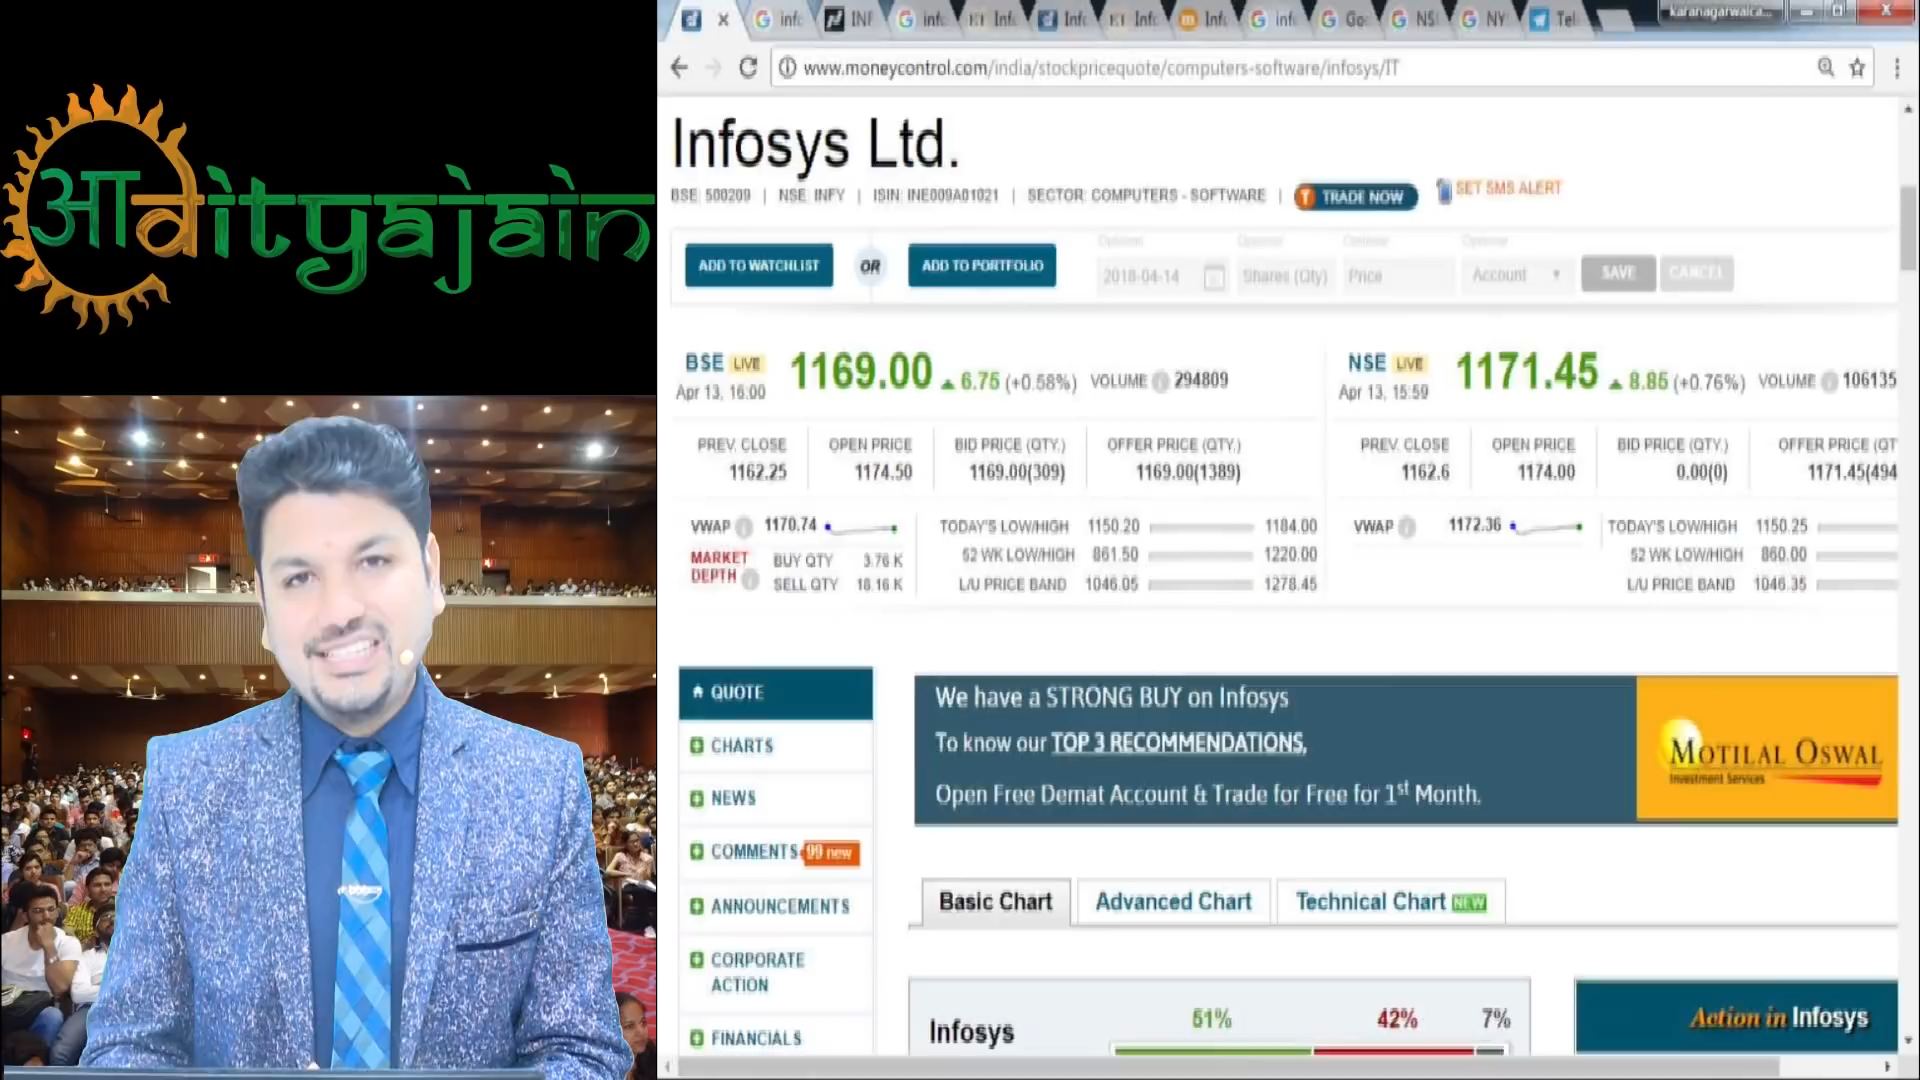 आdityajain
karanagarwalca...
www.moneycontrol.com/india/stockpricequote/computers-software/infosys/IT
Infosys Ltd.
BSE: 500209 | NSE: INFY | ISIN: INE009A01021 | SECTOR: COMPUTERS - SOFTWARE |
TRADE NOW
SET SMS ALERT
ADD TO WATCHLIST
OR
ADD TO PORTFOLIO
2018-04-14
Shares (Qty)
Price
Account
SAVE
CANCEL
BSE LIVE
Apr 13, 16:00
1169.00
6.75 (+0.58%)
VOLUME 294809
PREV. CLOSE
1162.25
OPEN PRICE
1174.50
BID PRICE (QTY.)
1169.00(309)
OFFER PRICE (QTY.)
1169.00(1389)
VWAP 1170.74
MARKET DEPTH
BUY QTY 3.76 K
SELL QTY 18.16 K
TODAY'S LOW/HIGH 1150.20 1184.00
52 WK LOW/HIGH 861.50 1220.00
L/U PRICE BAND 1046.05 1278.45
NSE LIVE
Apr 13, 15:59
1171.45
8.85 (+0.76%)
VOLUME 106135
PREV. CLOSE
1162.6
OPEN PRICE
1174.00
BID PRICE (QTY.)
0.00(0)
OFFER PRICE (QT
1171.45(494
VWAP 1172.36
TODAY'S LOW/HIGH 1150.25
52 WK LOW/HIGH 860.00
L/U PRICE BAND 1046.35
QUOTE
CHARTS
NEWS
COMMENTS 99 new
ANNOUNCEMENTS
CORPORATE
ACTION
FINANCIALS
We have a STRONG BUY on Infosys
To know our TOP 3 RECOMMENDATIONS,
Open Free Demat Account & Trade for Free for 1st Month.
MOTILAL OSWAL
Investment Services
Basic Chart
Advanced Chart
Technical Chart NEW
Infosys
51%
42%
7%
Action in Infosys